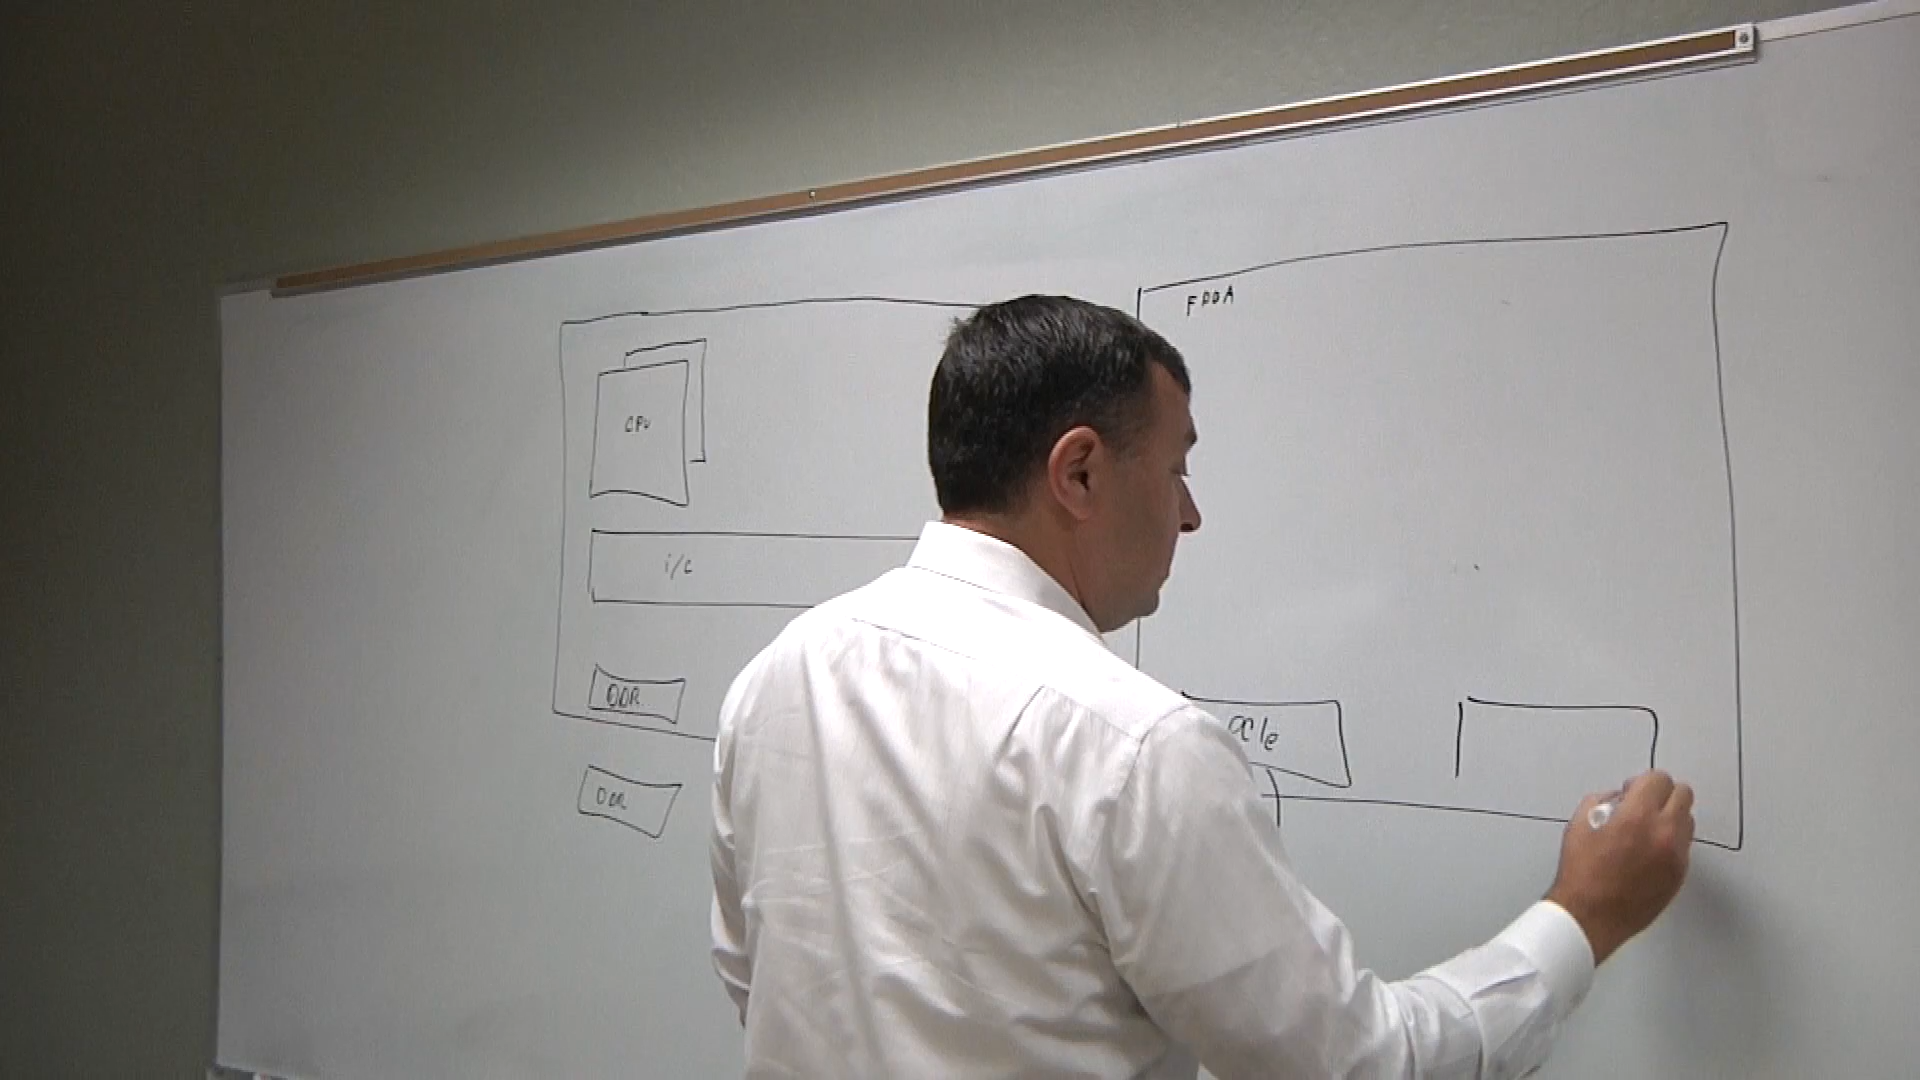 FPGA
CPU
i/c
DDR
PCIe
DDR